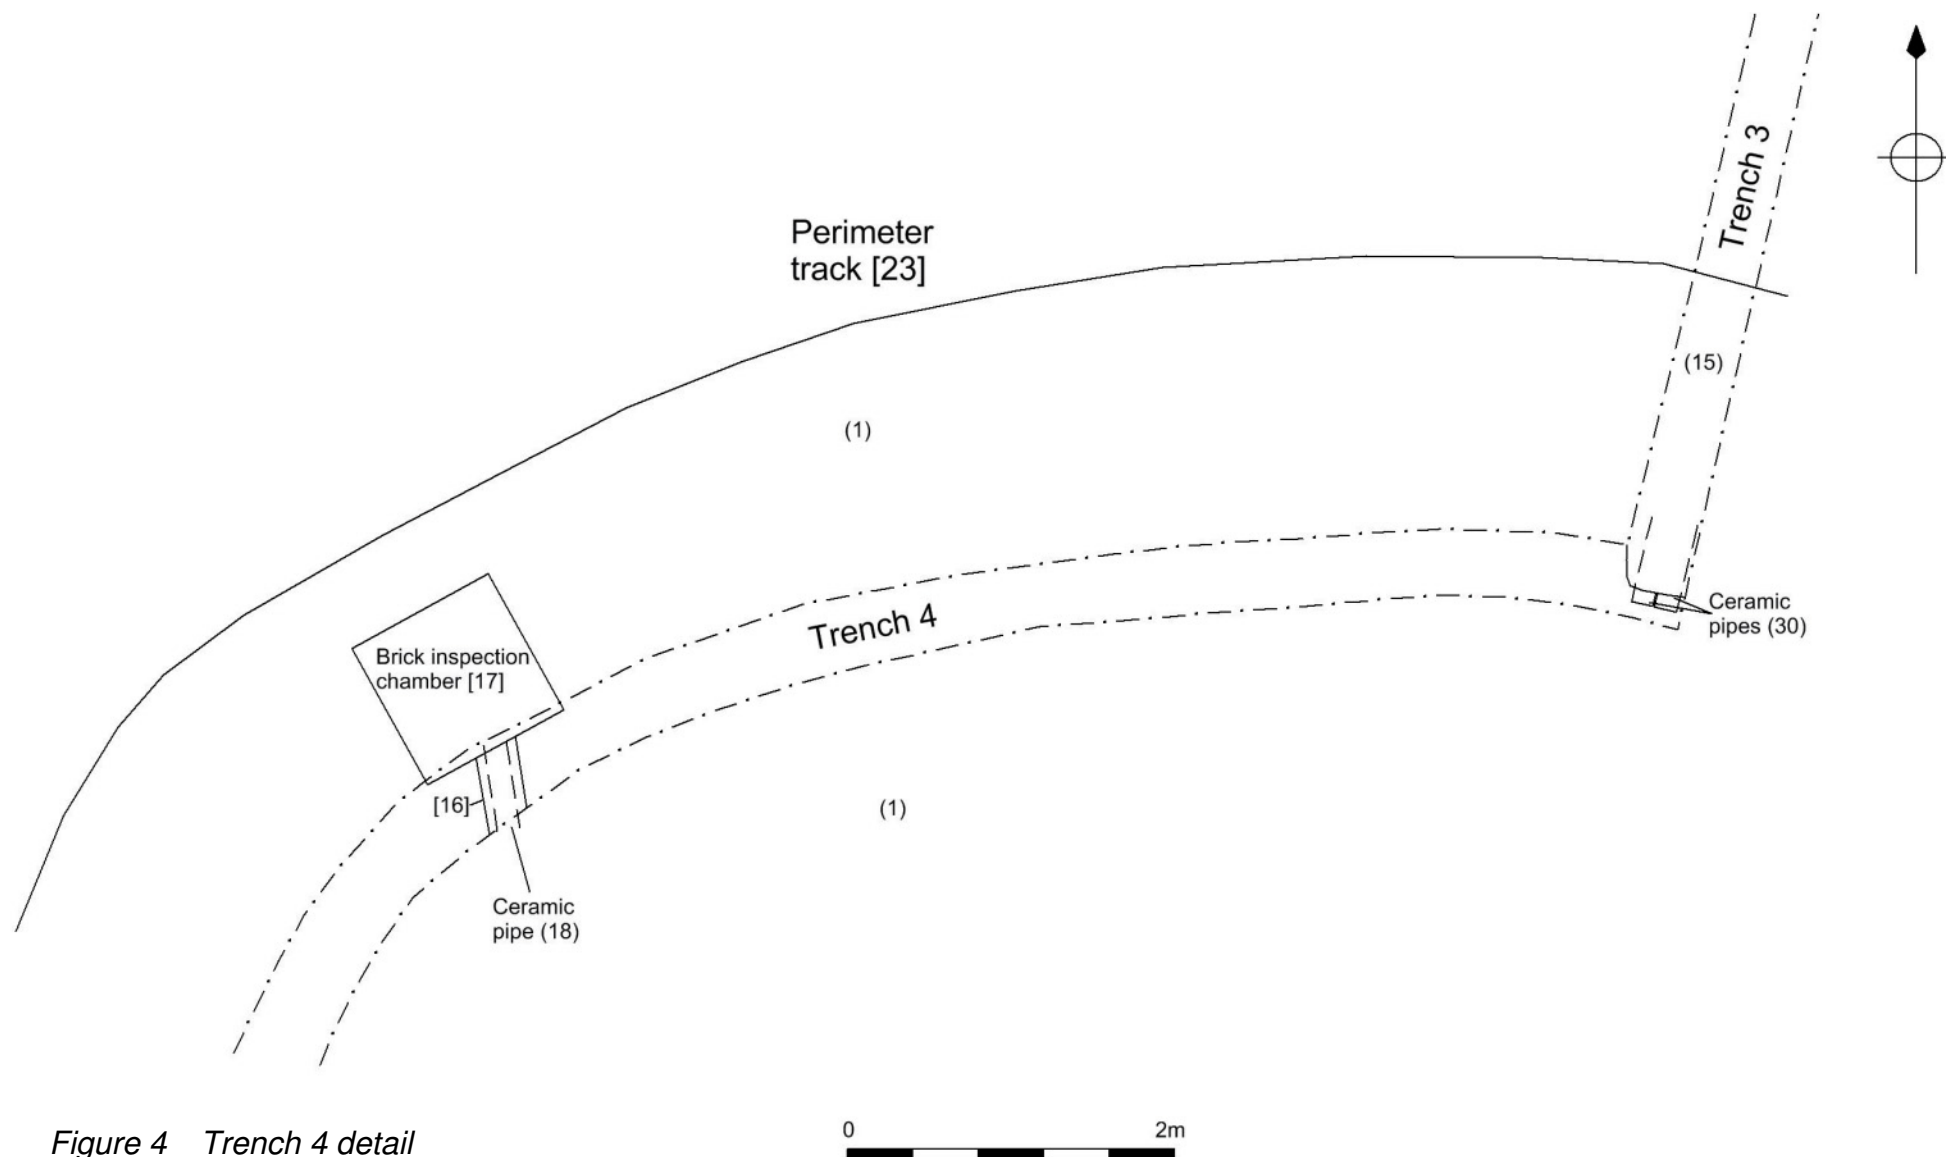 Trench 3
Perimeter
track [23]
(15)
(1)
Ceramic
pipes (30)
Trench 4
Brick inspection
chamber [17]
[16]
(1)
Ceramic
pipe (18)
0 2m
Figure 4 Trench 4 detail